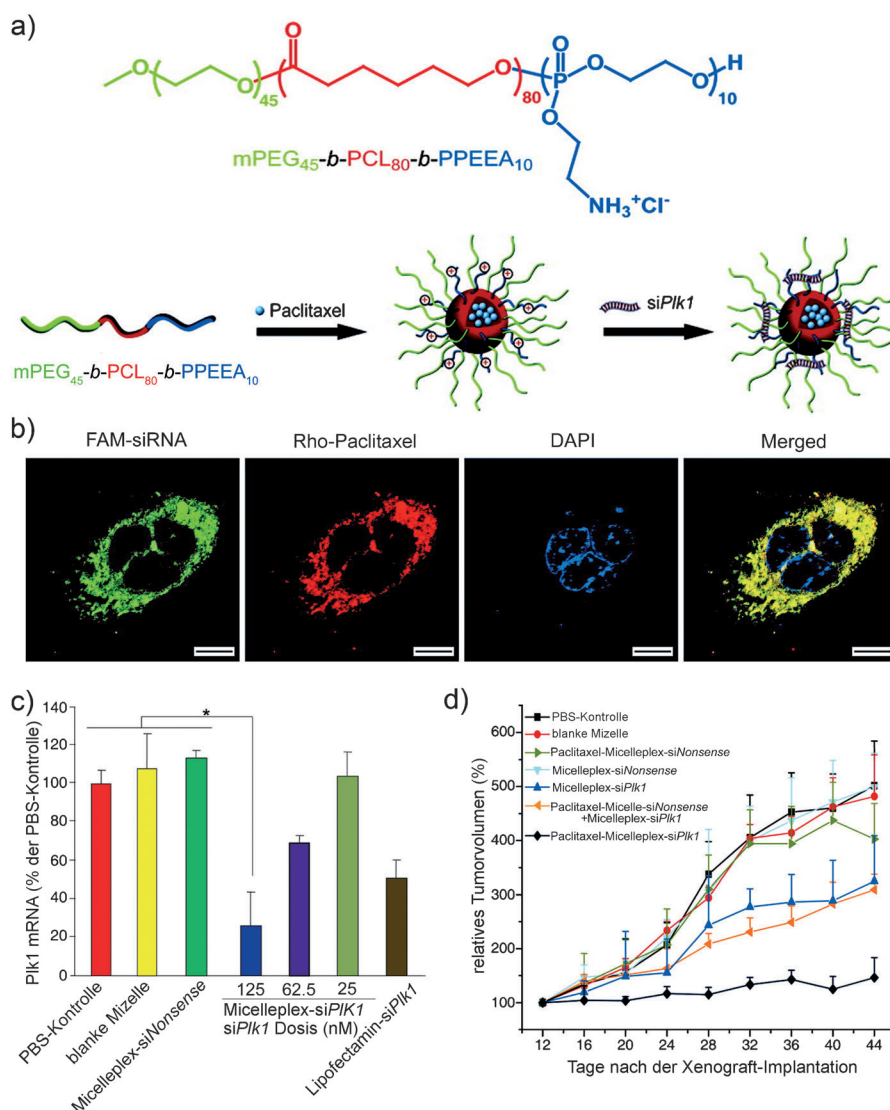 a)
O
O
O
45
O
O
80
P
O
O
O
O
H
10
NH3+Cl-
mPEG45-b-PCL80-b-PPEEA10
Paclitaxel
siPlk1
+
+
+
+
+
+
+
+
mPEG45-b-PCL80-b-PPEEA10
b)
FAM-siRNA
Rho-Paclitaxel
DAPI
Merged
c)
Plk1 mRNA (% der PBS-Kontrolle)
140
120
100
80
60
40
20
0
*
PBS-Kontrolle
blanke Mizelle
Micelleplex-siNonsense
125 62.5 25
Micelleplex-siPlK1
siPlk1 Dosis (nM)
Lipofectamin-siPlk1
d)
relatives Tumorvolumen (%)
600
500
400
300
200
100
PBS-Kontrolle
blanke Mizelle
Paclitaxel-Micelleplex-siNonsense
Micelleplex-siNonsense
Micelleplex-siPlk1
Paclitaxel-Micelle-siNonsense
+Micelleplex-siPlk1
Paclitaxel-Micelleplex-siPlk1
12 16 20 24 28 32 36 40 44
Tage nach der Xenograft-Implantation